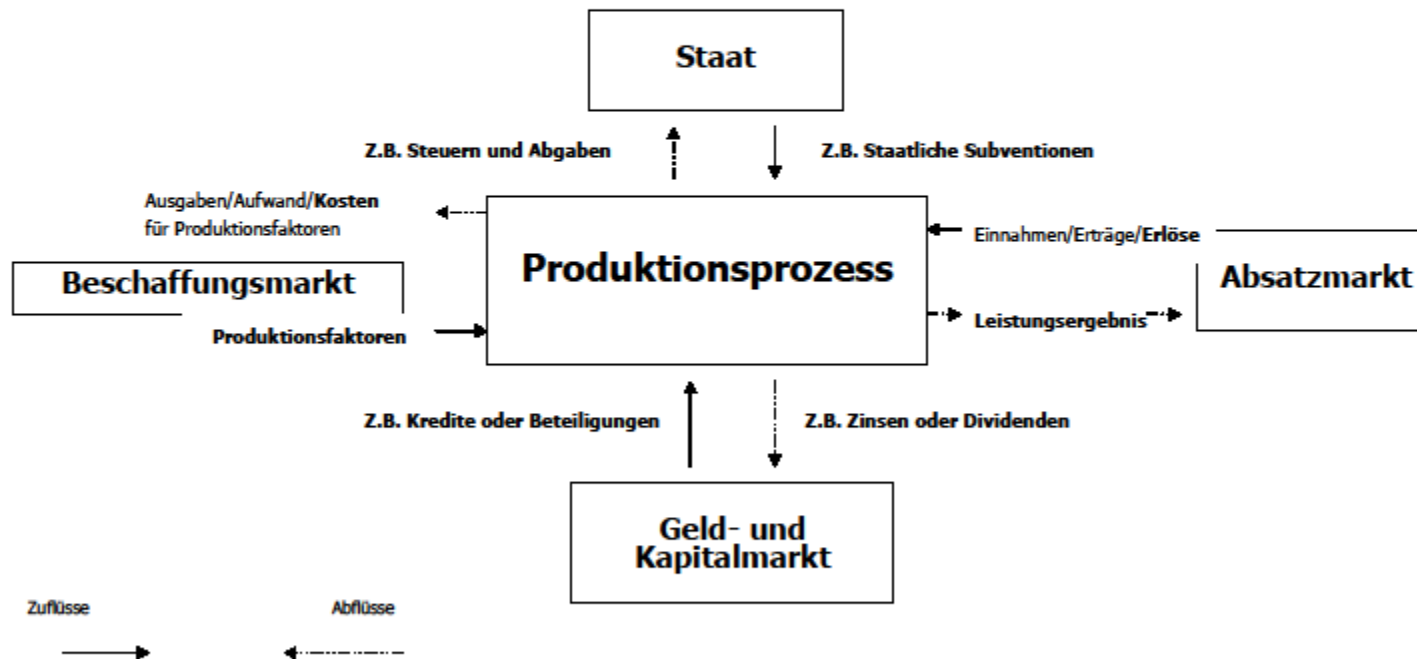 Staat
Z.B. Steuern und Abgaben
Z.B. Staatliche Subventionen
Ausgaben/Aufwand/Kosten
für Produktionsfaktoren
Einnahmen/Erträge/Erlöse
Produktionsprozess
Beschaffungsmarkt
Absatzmarkt
Produktionsfaktoren
Leistungsergebnis
Z.B. Kredite oder Beteiligungen
Z.B. Zinsen oder Dividenden
Geld- und
Kapitalmarkt
Zuflüsse
Abflüsse